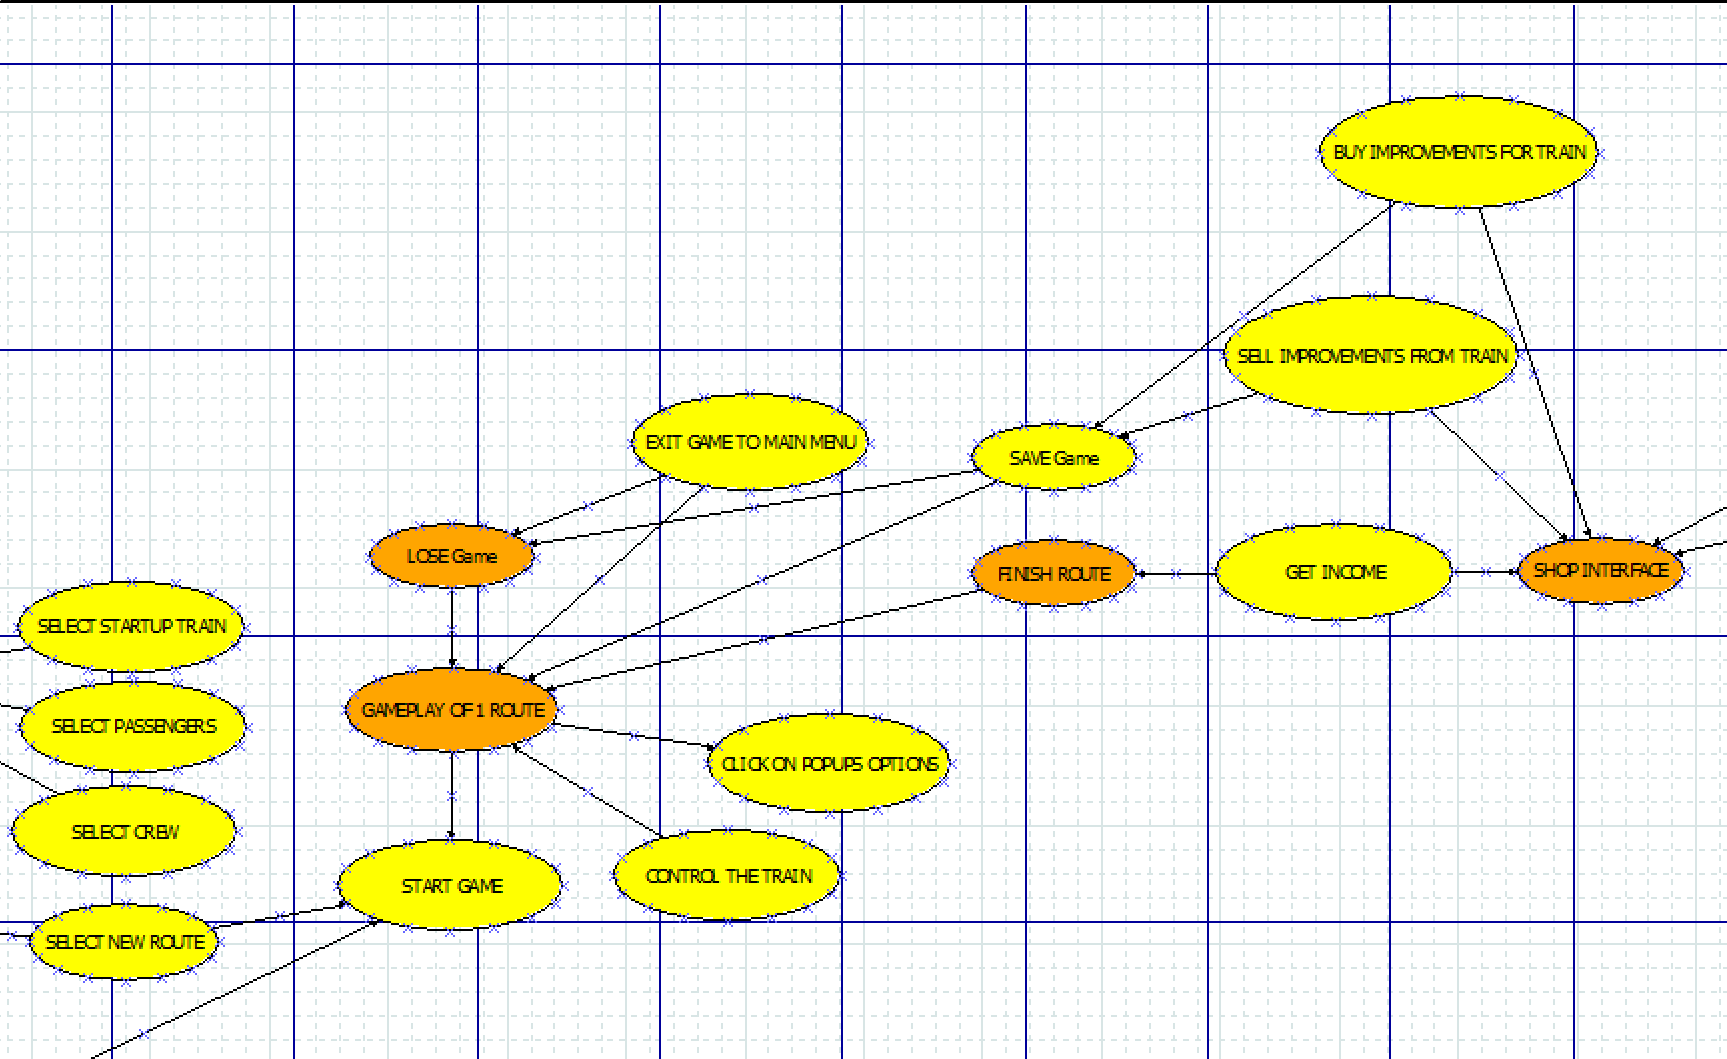 BUY IMPROVEMENTS FOR TRAIN
SELL IMPROVEMENTS FROM TRAIN
EXIT GAME TO MAIN MENU
SAVE Game
LOSE Game
FINISH ROUTE
GET INCOME
SHOP INTERFACE
SELECT STARTUP TRAIN
SELECT PASSENGERS
GAMEPLAY OF 1 ROUTE
CLICK ON POPUPS OPTIONS
SELECT CREW
START GAME
CONTROL THE TRAIN
SELECT NEW ROUTE